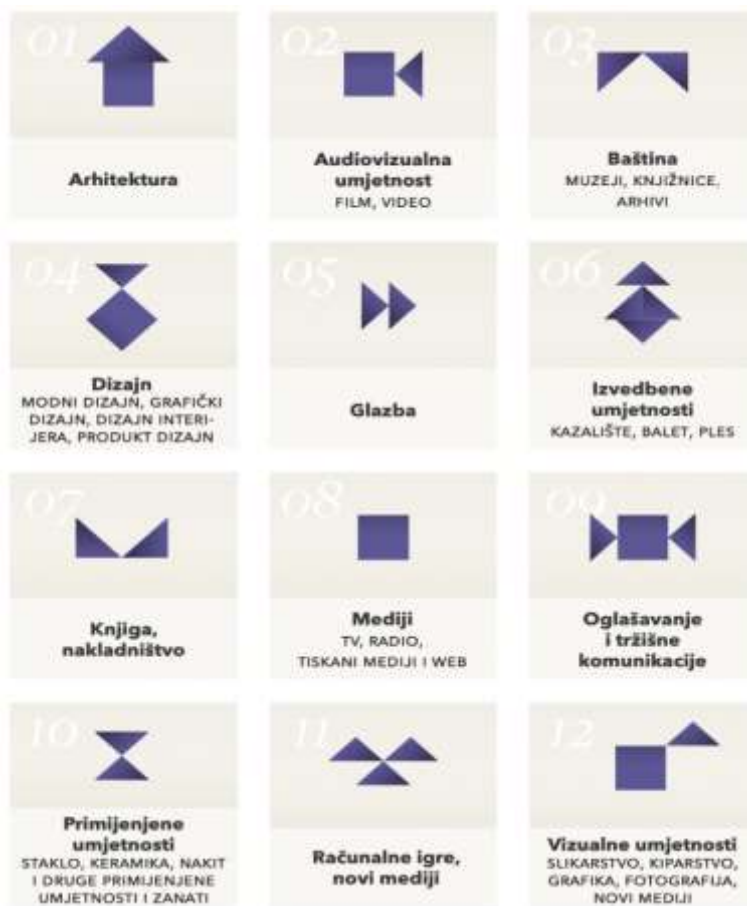 01
Arhitektura
02
Audiovizualna
umjetnost
FILM, VIDEO
03
Baština
MUZEJI, KNJIŽNICE,
ARHIVI
04
Dizajn
MODNI DIZAJN, GRAFIČKI
DIZAJN, DIZAJN INTERI-
JERA, PRODUKT DIZAJN
05
Glazba
06
Izvedbene
umjetnosti
KAZALIŠTE, BALET, PLES
07
Knjiga,
nakladništvo
08
Mediji
TV, RADIO,
TISKANI MEDIJI I WEB
09
Oglašavanje
i tržišne
komunikacije
10
Primijenjene
umjetnosti
STAKLO, KERAMIKA, NAKIT
I DRUGE PRIMIJENJENE
UMJETNOSTI I ZANATI
11
Računalne igre,
novi mediji
12
Vizualne umjetnosti
SLIKARSTVO, KIPARSTVO,
GRAFIKA, FOTOGRAFIJA,
NOVI MEDIJI